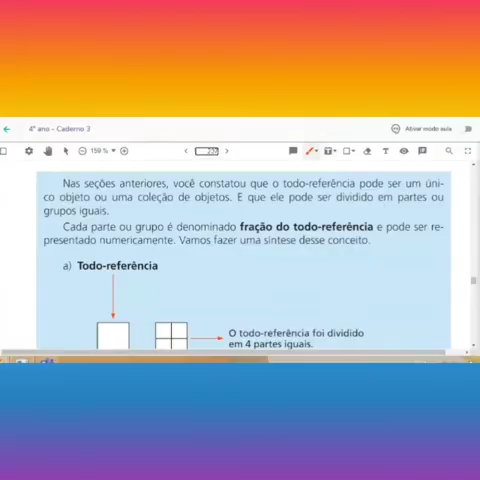 4º ano - Caderno 3
Ativar modo aula
159 %
Nas seções anteriores, você constatou que o todo-referência pode ser um úni-
co objeto ou uma coleção de objetos. E que ele pode ser dividido em partes ou
grupos iguais.
Cada parte ou grupo é denominado fração do todo-referência e pode ser re-
presentado numericamente. Vamos fazer uma síntese desse conceito.
a) Todo-referência
O todo-referência foi dividido
em 4 partes iguais.